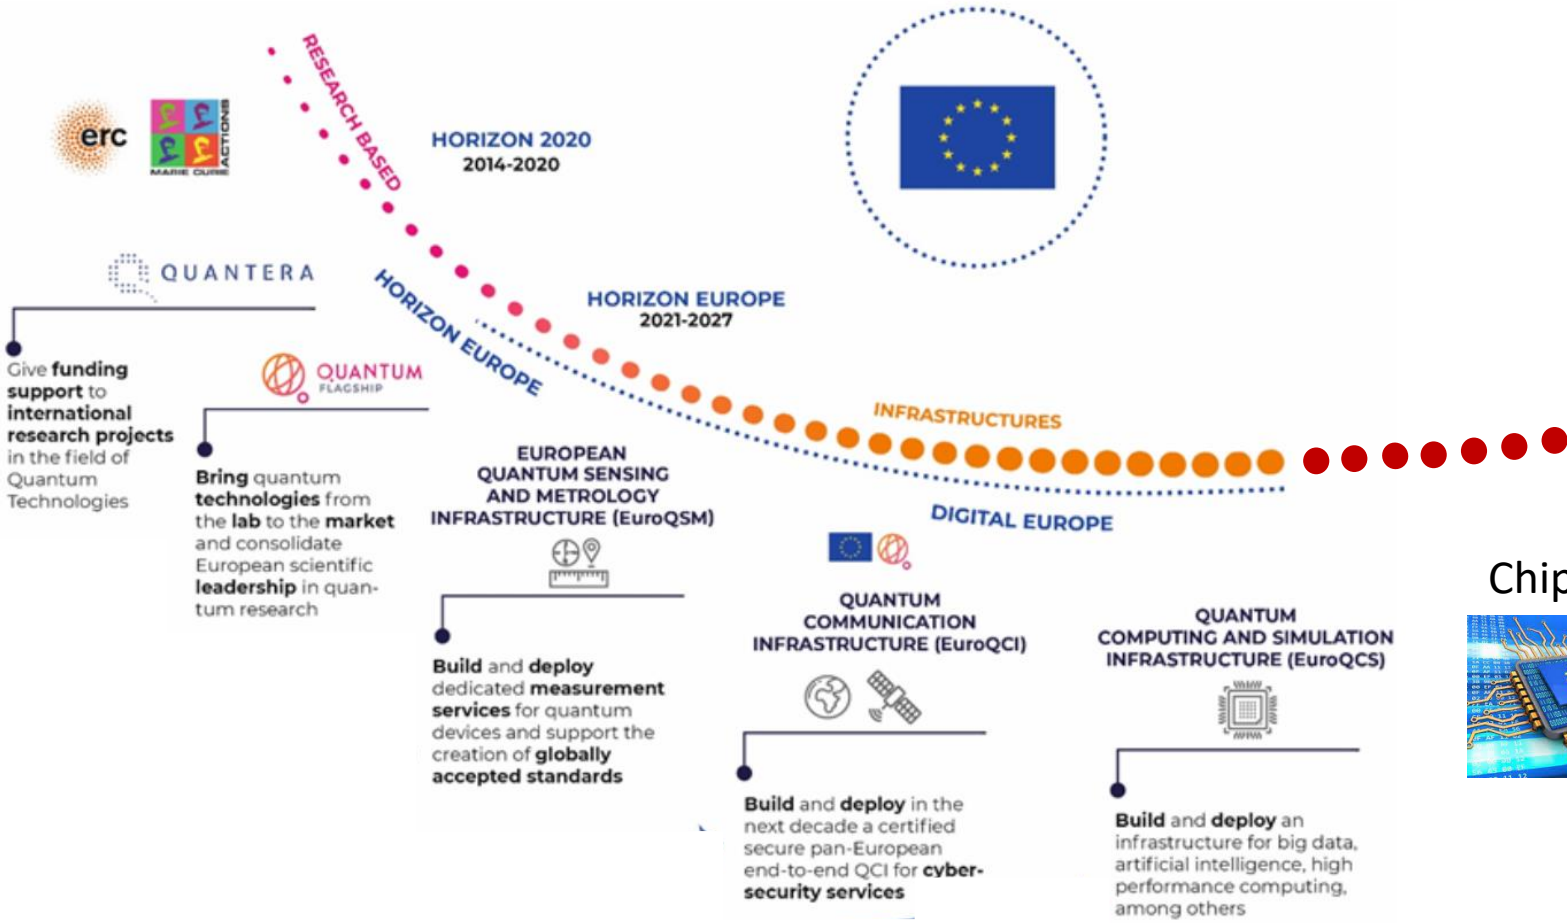 RESEARCH BASED
erc
MARIE CURIE
ACTIONS
HORIZON 2020
2014-2020
QUANTERA
Give funding
support to
international
research projects
in the field of
Quantum
Technologies
HORIZON EUROPE
HORIZON EUROPE
2021-2027
QUANTUM
FLAGSHIP
Bring quantum
technologies from
the lab to the market
and consolidate
European scientific
leadership in quan-
tum research
INFRASTRUCTURES
DIGITAL EUROPE
EUROPEAN
QUANTUM SENSING
AND METROLOGY
INFRASTRUCTURE (EuroQSM)
Build and deploy
dedicated measurement
services for quantum
devices and support the
creation of globally
accepted standards
QUANTUM
COMMUNICATION
INFRASTRUCTURE (EuroQCI)
Build and deploy in the
next decade a certified
secure pan-European
end-to-end QCI for cyber-
security services
QUANTUM
COMPUTING AND SIMULATION
INFRASTRUCTURE (EuroQCS)
Build and deploy an
infrastructure for big data,
artificial intelligence, high
performance computing,
among others
Chip